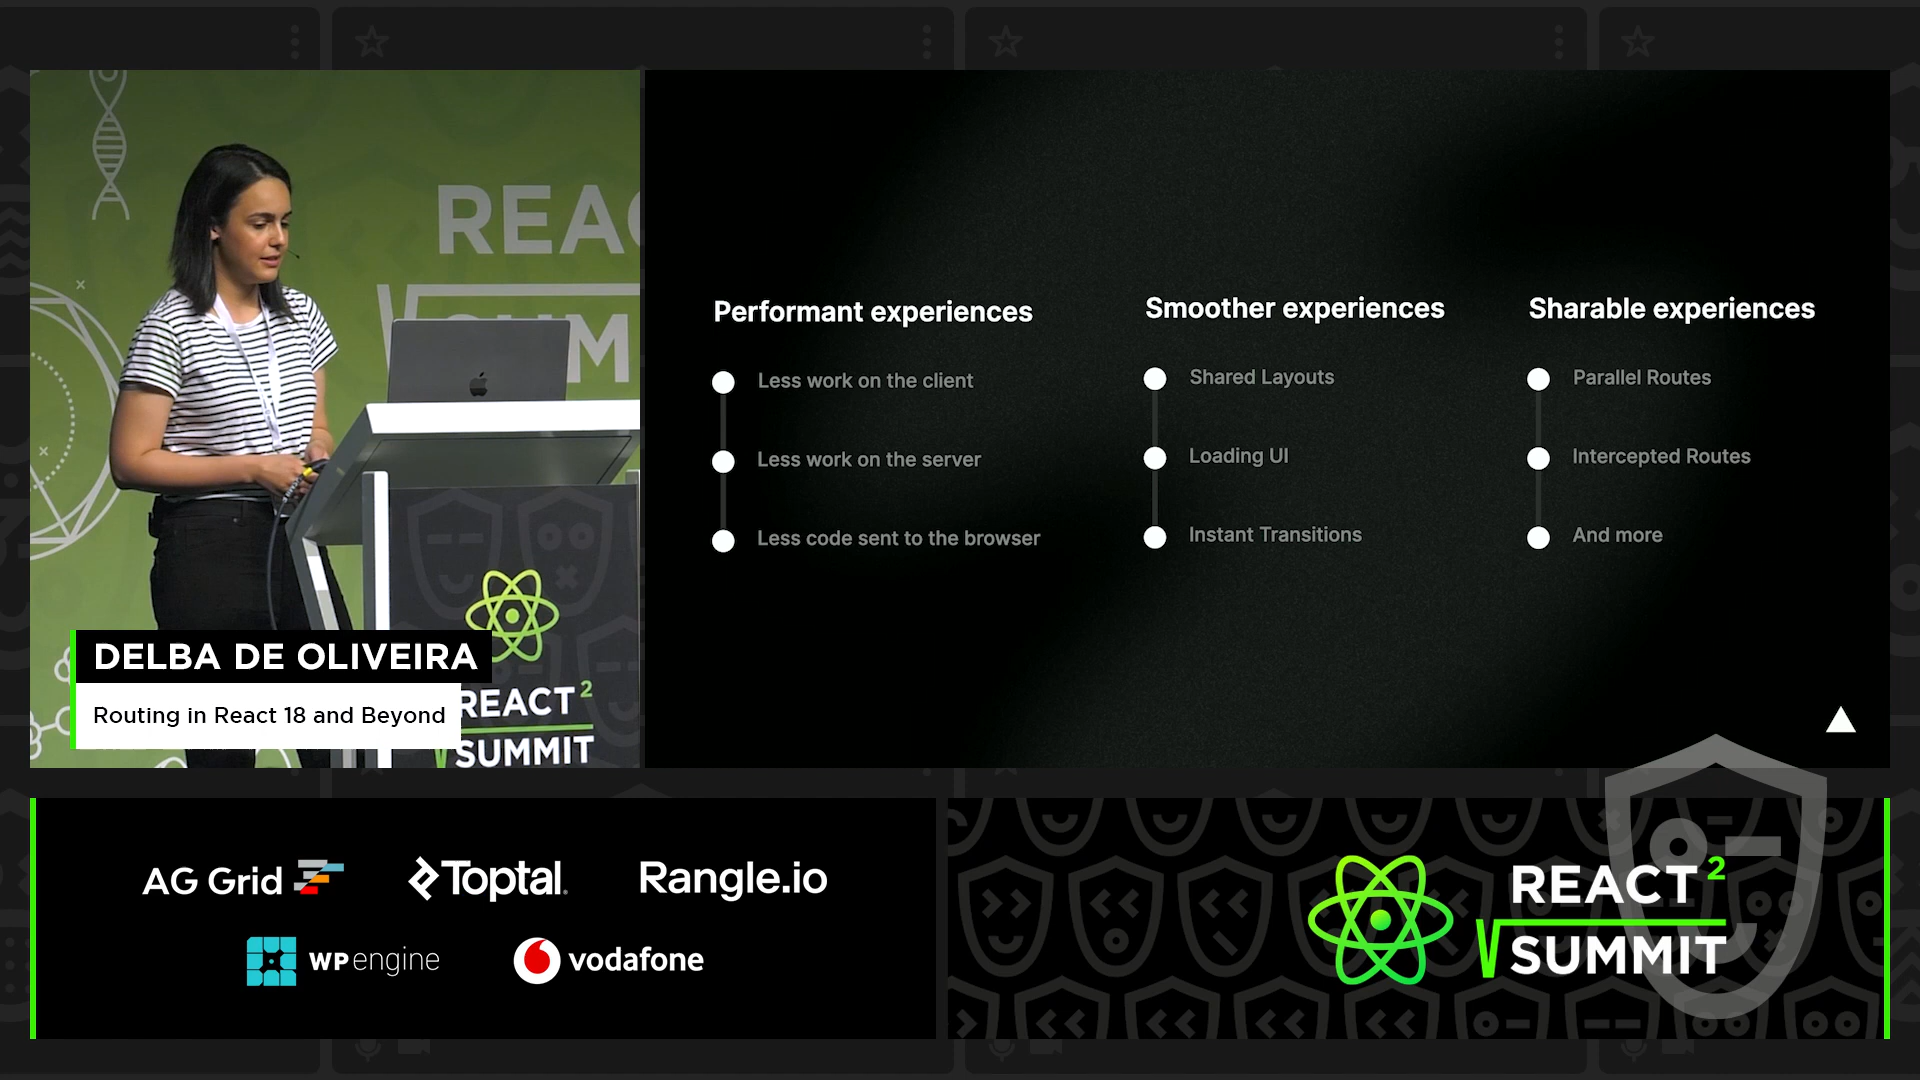 REAC
SUMM
DELBA DE OLIVEIRA
Routing in React 18 and Beyond
REACT 2
SUMMIT
Performant experiences
Less work on the client
Less work on the server
Less code sent to the browser
Smoother experiences
Shared Layouts
Loading UI
Instant Transitions
Sharable experiences
Parallel Routes
Intercepted Routes
And more
AG Grid
Toptal.
Rangle.io
WP engine
vodafone
REACT 2
SUMMIT